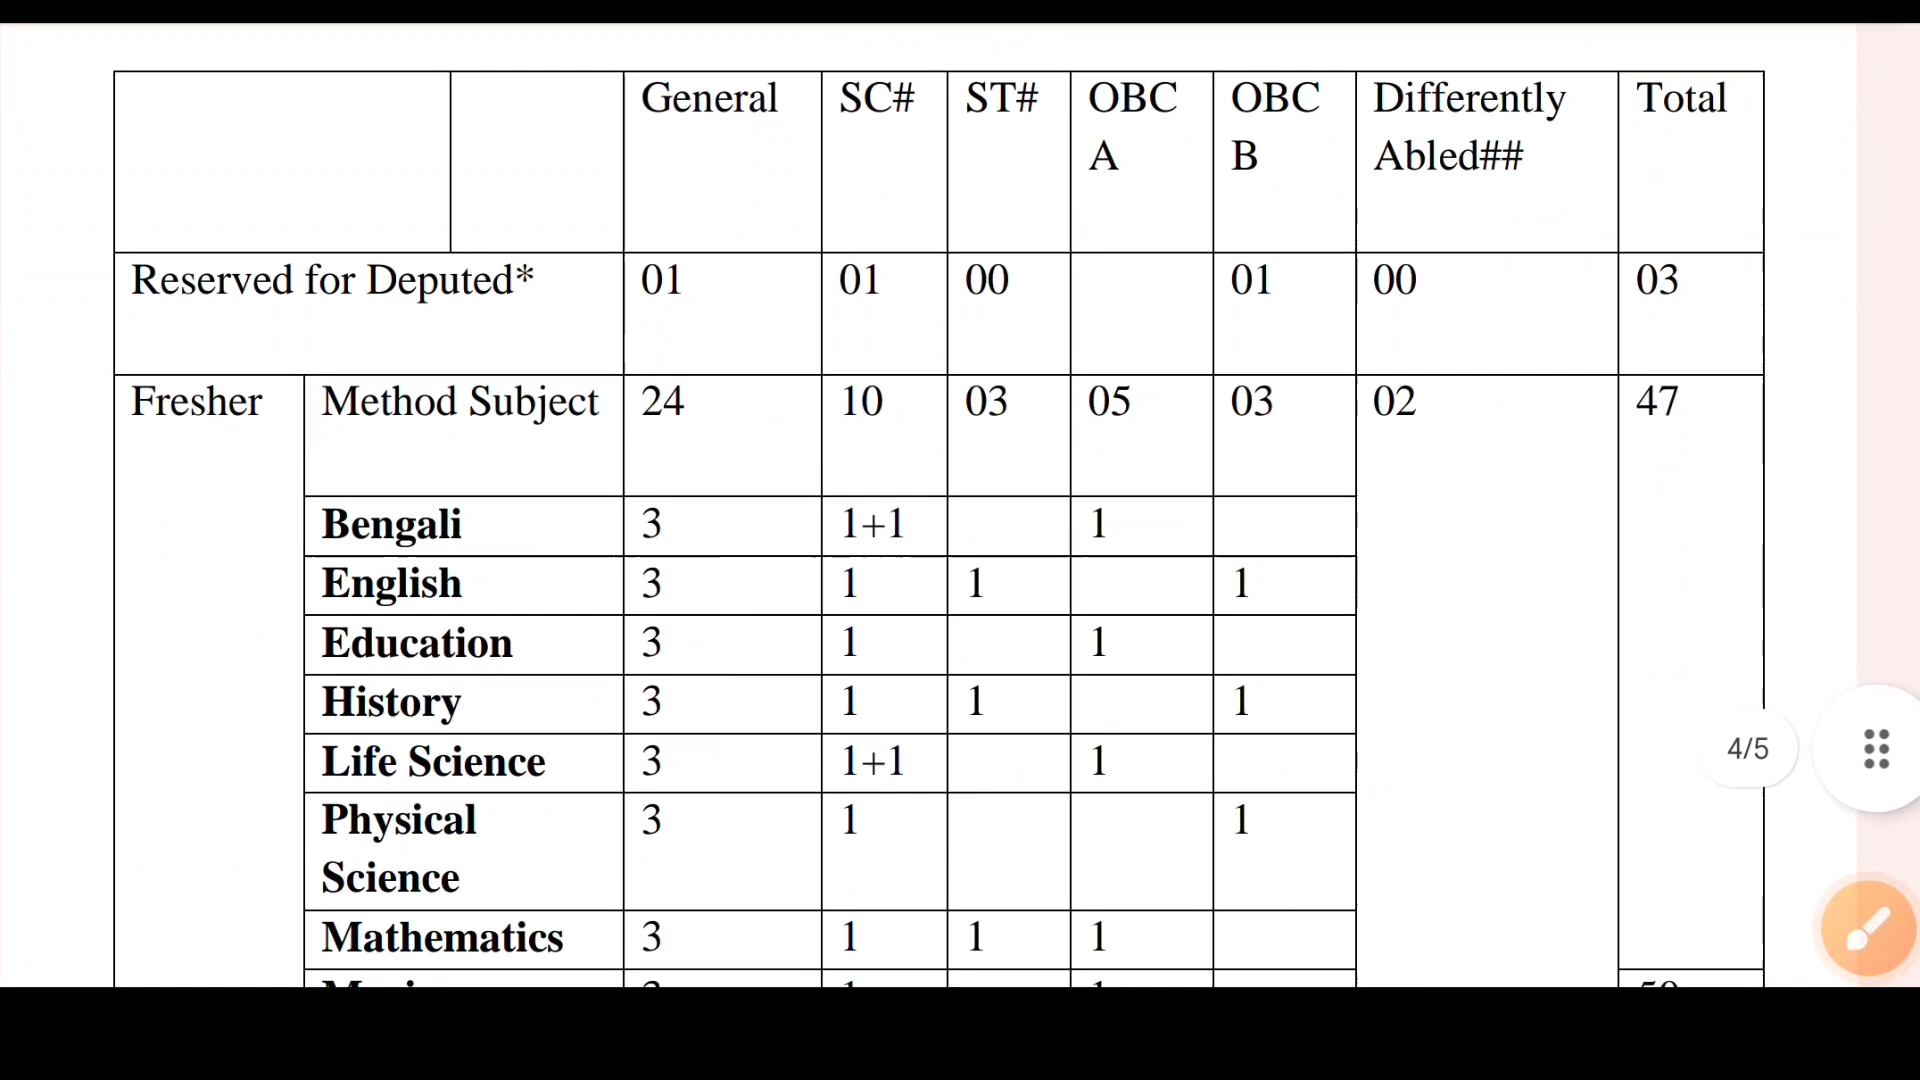 General SC# ST# OBC OBC Differently Total
A B Abled##
Reserved for Deputed* 01 01 00 01 00 03
Fresher Method Subject 24 10 03 05 03 02 47
Bengali 3 1+1 1
English 3 1 1 1
Education 3 1 1
History 3 1 1 1
Life Science 3 1+1 1
4/5
Physical 3 1 1
Science
Mathematics 3 1 1 1